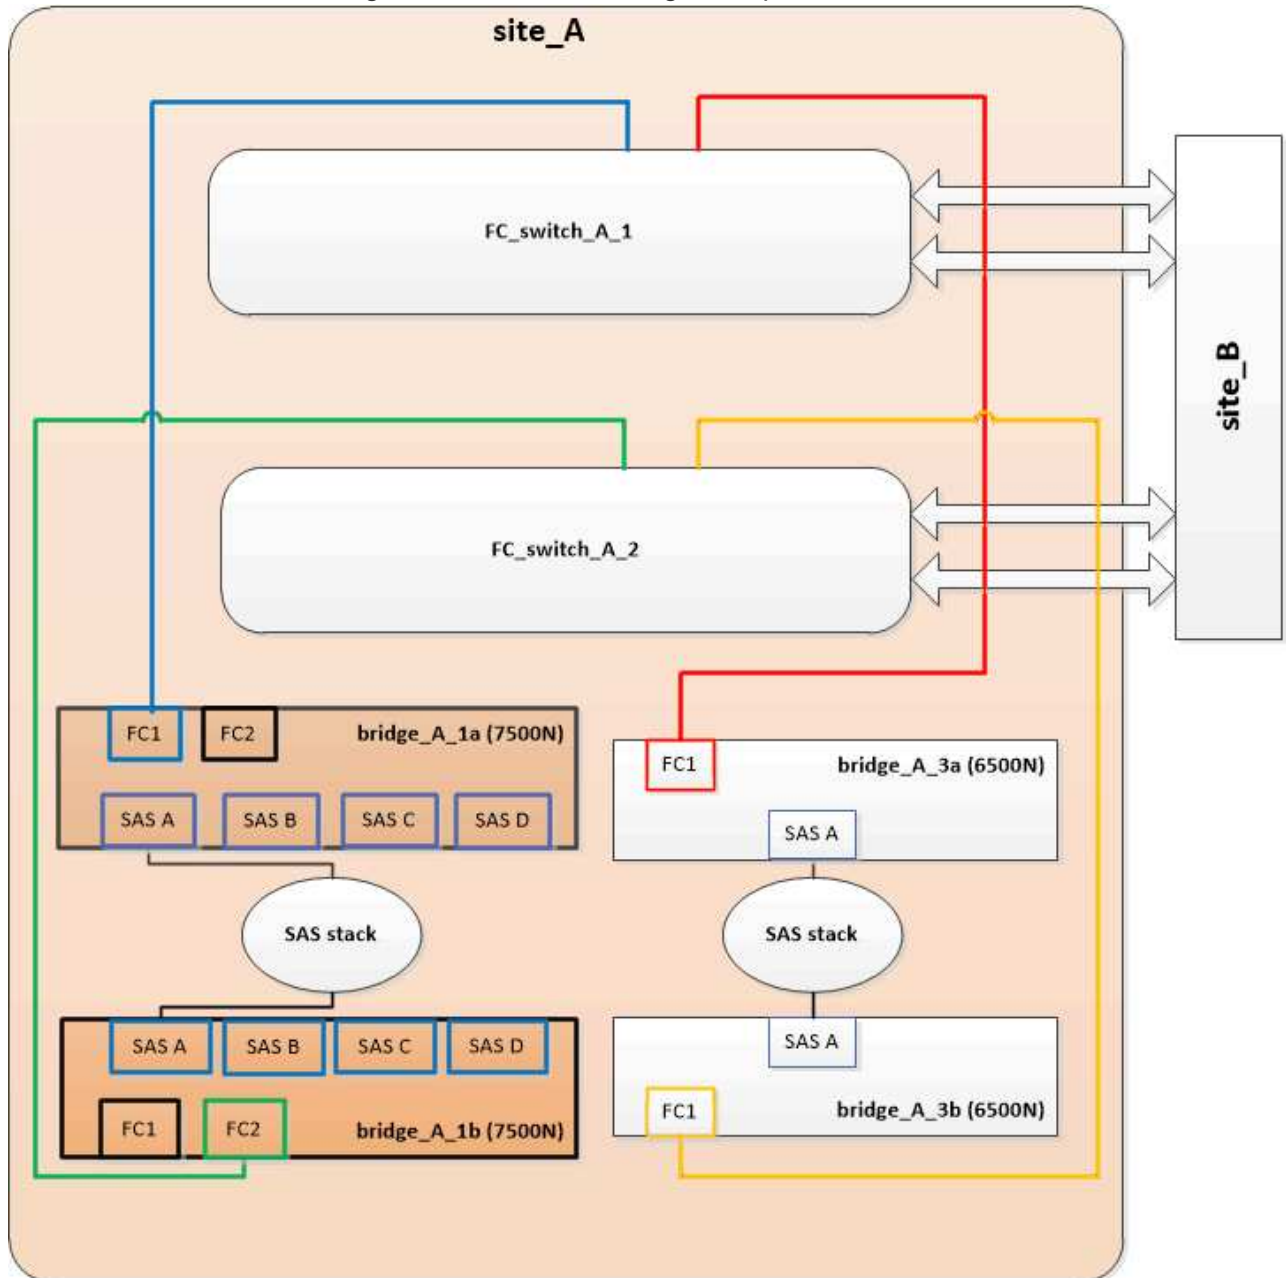 site_A
FC_switch_A_1
site_B
FC_switch_A_2
FC1
FC2
bridge_A_1a (7500N)
SAS A
SAS B
SAS C
SAS D
FC1
bridge_A_3a (6500N)
SAS A
SAS stack
SAS stack
SAS A
SAS B
SAS C
SAS D
FC1
FC2
bridge_A_1b (7500N)
SAS A
FC1
bridge_A_3b (6500N)